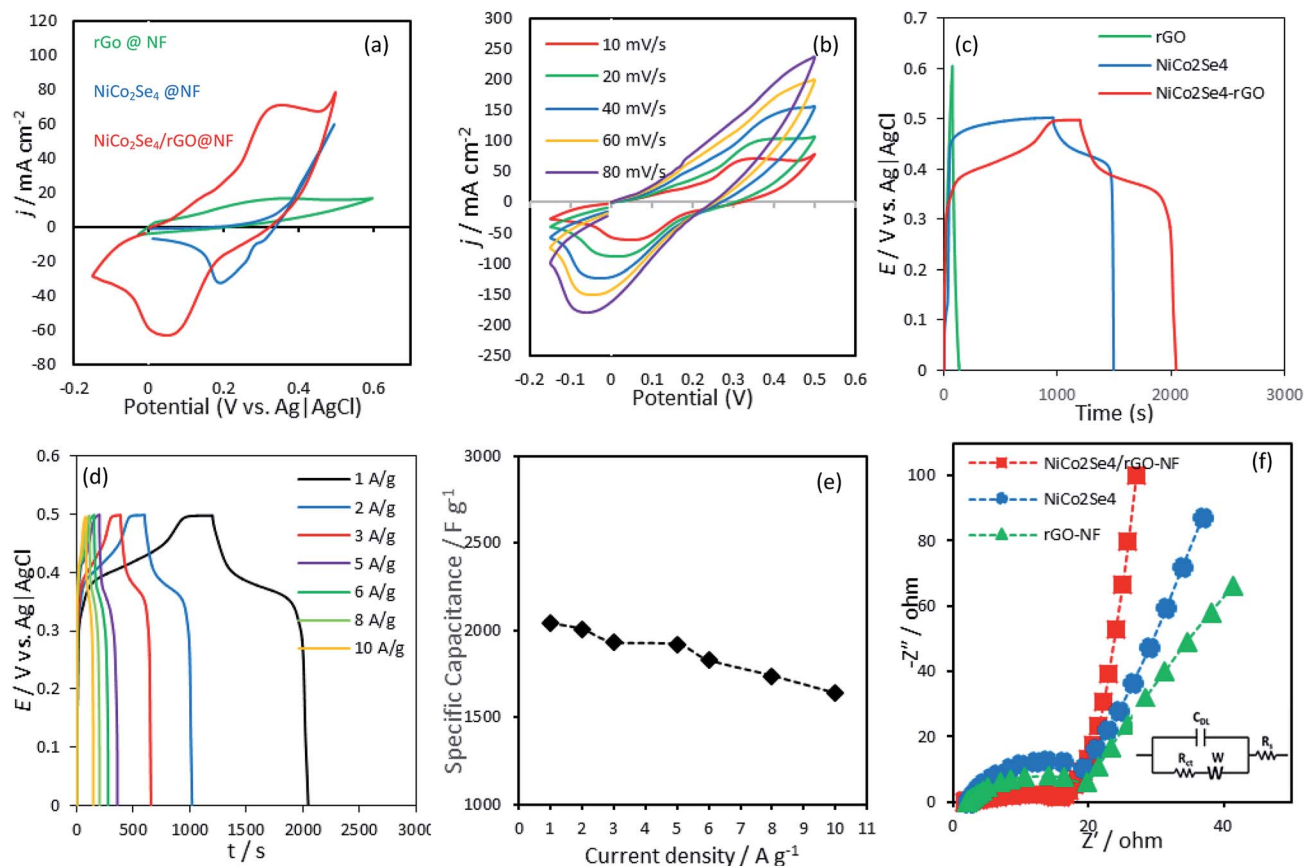 (a)
rGo @ NF
NiCo₂Se₄ @NF
NiCo₂Se₄/rGO@NF
120
100
80
60
40
20
0
-20
-40
-60
-80
j / mA cm⁻²
-0.2 0 0.2 0.4 0.6
Potential (V vs. Ag|AgCl)
(b)
10 mV/s
20 mV/s
40 mV/s
60 mV/s
80 mV/s
300
250
200
150
100
50
0
-50
-100
-150
-200
-250
j / mA cm⁻²
-0.2 -0.1 0 0.1 0.2 0.3 0.4 0.5 0.6
Potential (V)
(c)
rGO
NiCo2Se4
NiCo2Se4-rGO
0.7
0.6
0.5
0.4
0.3
0.2
0.1
0
E / V vs. Ag|AgCl
0 1000 2000 3000
Time (s)
(d)
1 A/g
2 A/g
3 A/g
5 A/g
6 A/g
8 A/g
10 A/g
0.6
0.5
0.4
0.3
0.2
0.1
0
E / V vs. Ag|AgCl
0 500 1000 1500 2000 2500 3000
t / s
(e)
3000
2500
2000
1500
1000
Specific Capacitance / F g⁻¹
0 1 2 3 4 5 6 7 8 9 10 11
Current density / A g⁻¹
(f)
NiCo2Se4/rGO-NF
NiCo2Se4
rGO-NF
100
80
60
40
20
0
-Z″ / ohm
0 20 40
Z′ / ohm
C_DL
R_ct W
R_s